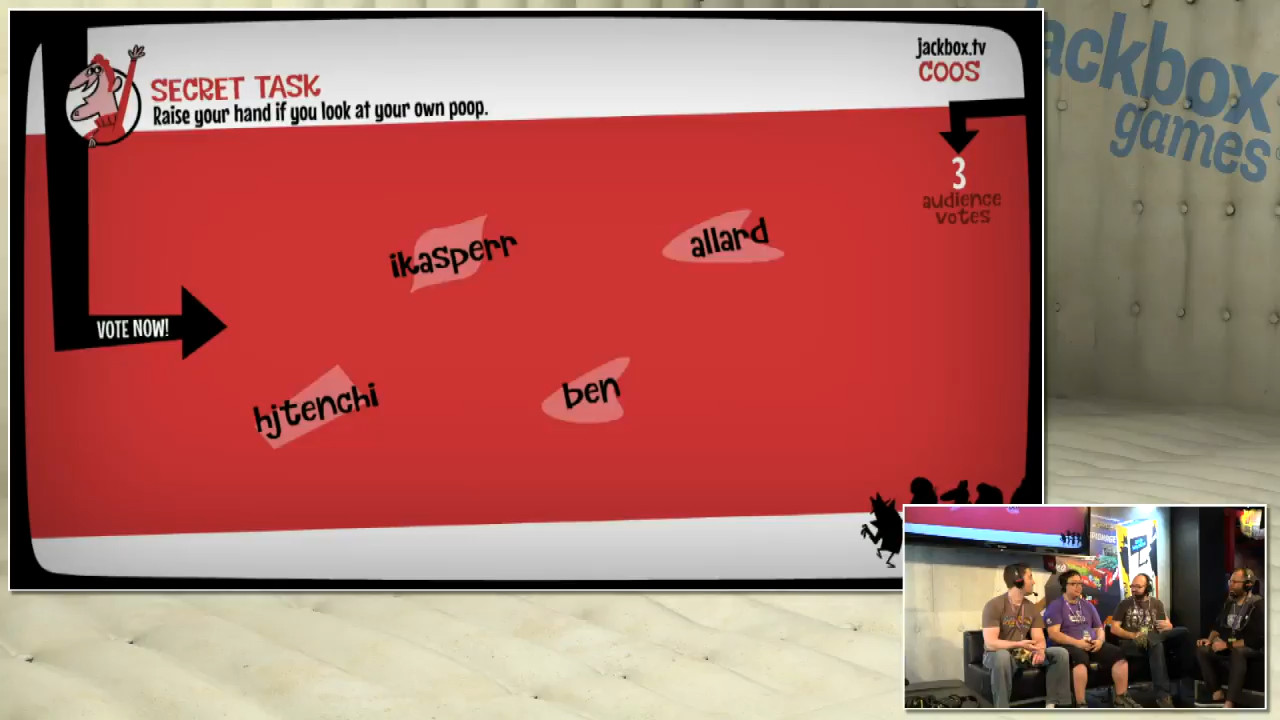 SECRET TASK
Raise your hand if you look at your own poop.
jackbox.tv
COOS
jackbox
games
3
audience
votes
ikasperr
allard
VOTE NOW!
hjtenchi
ben